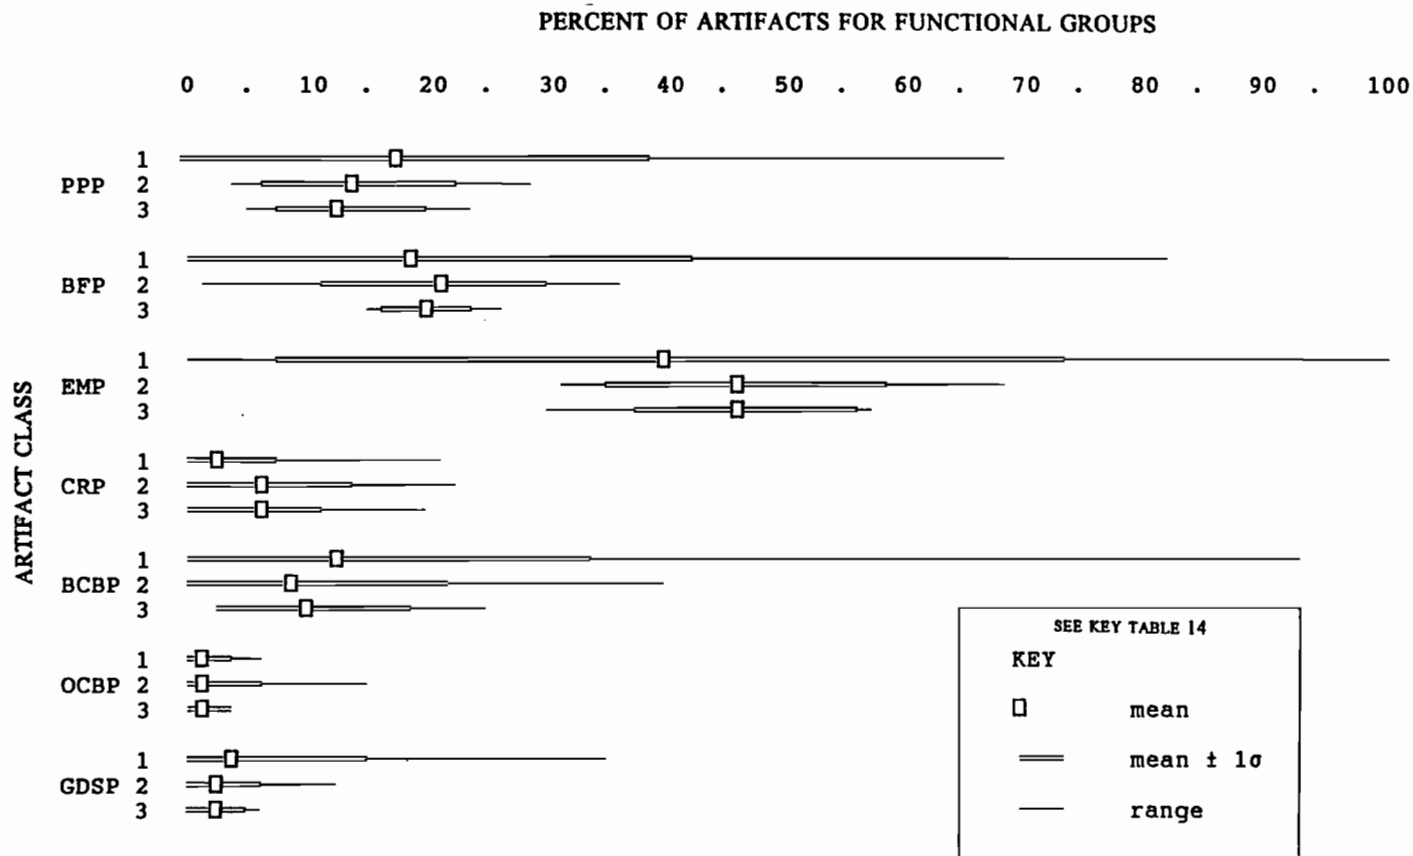 PERCENT OF ARTIFACTS FOR FUNCTIONAL GROUPS
0 . 10 . 20 . 30 . 40 . 50 . 60 . 70 . 80 . 90 . 100
ARTIFACT CLASS
1
PPP 2
3
1
BFP 2
3
1
EMP 2
3
1
CRP 2
3
1
BCBP 2
3
1
OCBP 2
3
1
GDSP 2
3
SEE KEY TABLE 14
KEY
mean
mean ± 1σ
range